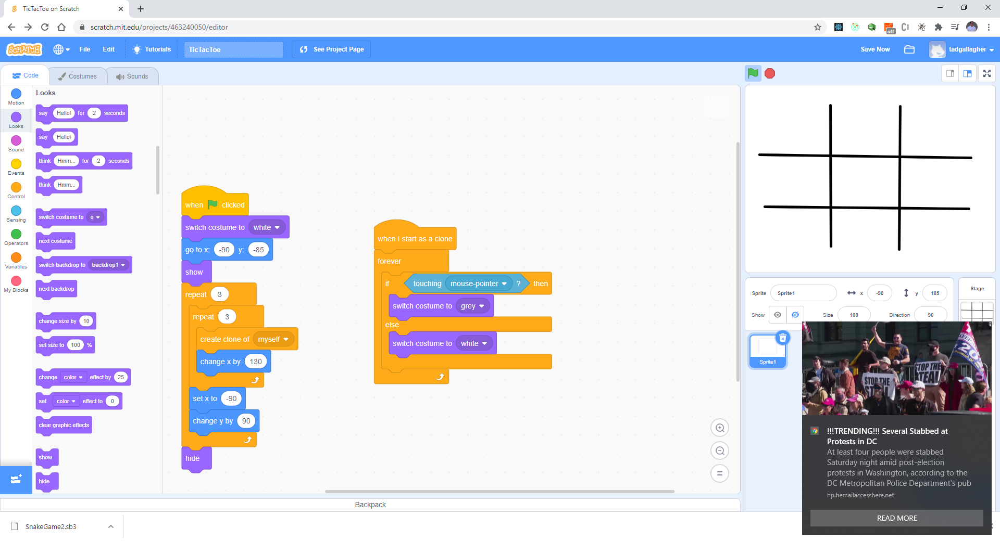 TicTacToe on Scratch
scratch.mit.edu/projects/463240050/editor
off
SCRATCH
File
Edit
Tutorials
TicTacToe
See Project Page
Save Now
tadgallagher
Code
Costumes
Sounds
Motion
Looks
Sound
Events
Control
Sensing
Operators
Variables
My Blocks
Looks
say Hello! for 2 seconds
say Hello!
think Hmm... for 2 seconds
think Hmm...
switch costume to o
next costume
switch backdrop to backdrop1
next backdrop
change size by 10
set size to 100 %
change color effect by 25
set color effect to 0
clear graphic effects
show
hide
when clicked
switch costume to white
go to x: -90 y: -85
show
repeat 3
repeat 3
create clone of myself
change x by 130
set x to -90
change y by 90
hide
when I start as a clone
forever
if touching mouse-pointer ? then
switch costume to grey
else
switch costume to white
Backpack
Sprite Sprite1 x -90 y 185
Show Size 100 Direction 90
Sprite1
Stage
STOP THE STEAL
STOP THE
!!!TRENDING!!! Several Stabbed at
Protests in DC
At least four people were stabbed
Saturday night amid post-election
protests in Washington, according to the
DC Metropolitan Police Department's pub
hp.hemailaccesshere.net
READ MORE
SnakeGame2.sb3